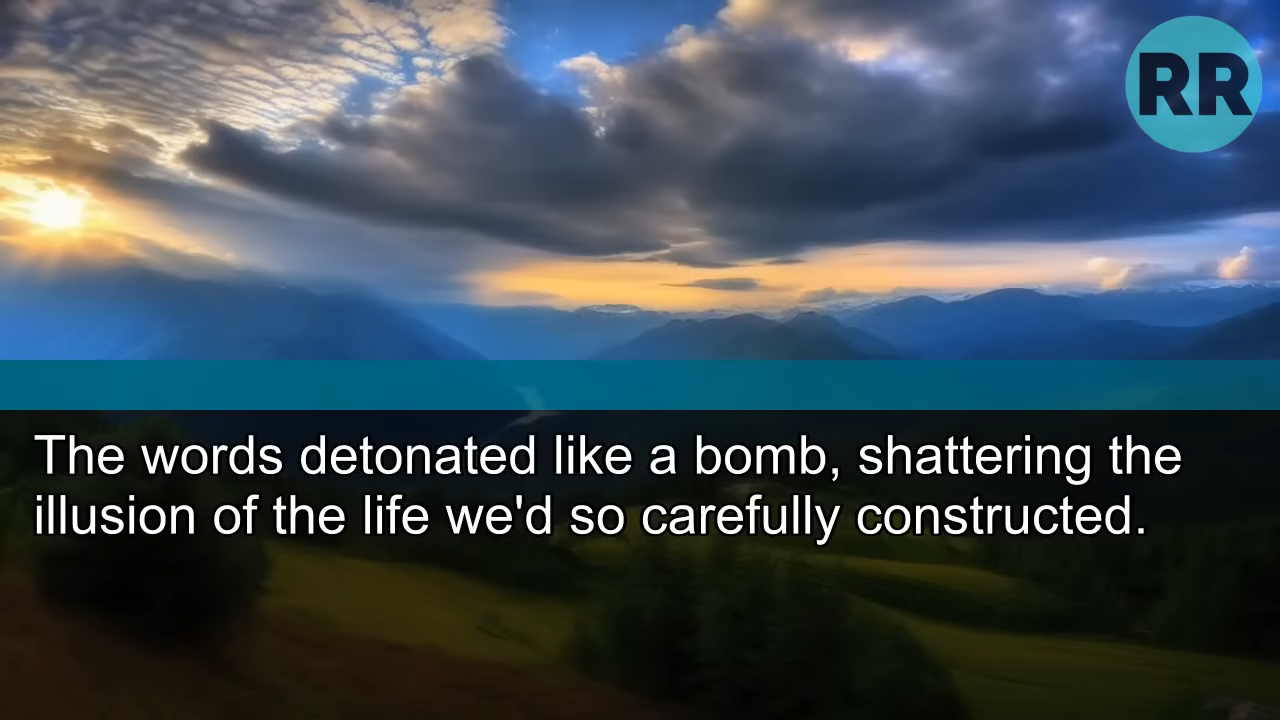 RR
The words detonated like a bomb, shattering the
illusion of the life we'd so carefully constructed.